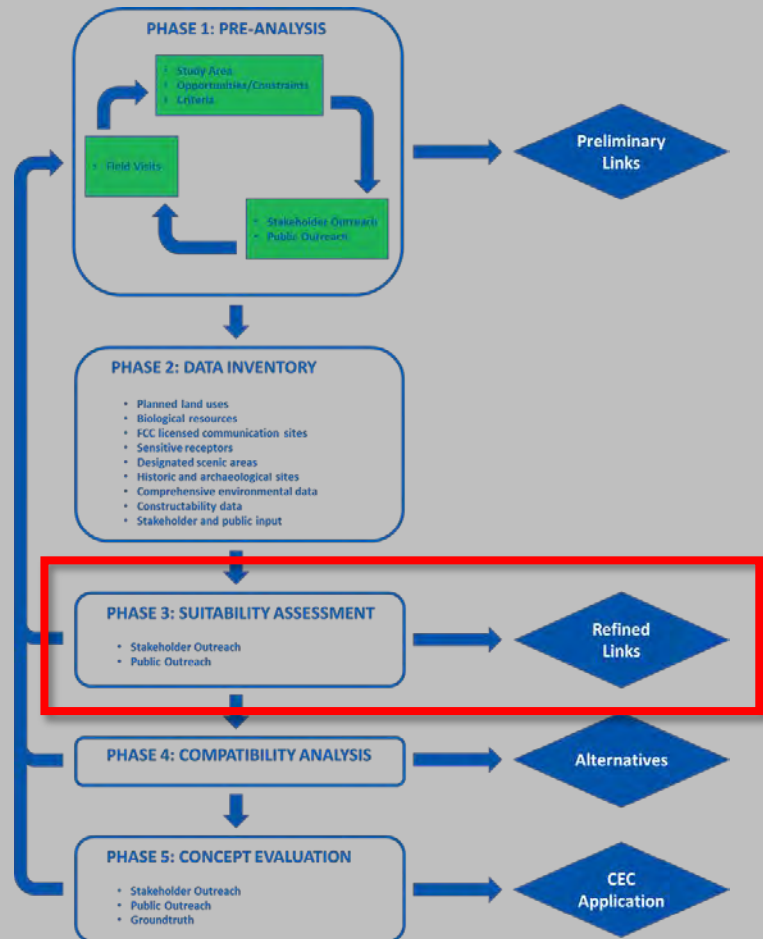 PHASE 1: PRE-ANALYSIS
• Study Area
• Opportunities/Constraints
• Criteria
• Field Visits
• Stakeholder Outreach
• Public Outreach
Preliminary
Links
PHASE 2: DATA INVENTORY
• Planned land uses
• Biological resources
• FCC licensed communication sites
• Sensitive receptors
• Designated scenic areas
• Historic and archaeological sites
• Comprehensive environmental data
• Constructability data
• Stakeholder and public input
PHASE 3: SUITABILITY ASSESSMENT
• Stakeholder Outreach
• Public Outreach
Refined
Links
PHASE 4: COMPATIBILITY ANALYSIS
Alternatives
PHASE 5: CONCEPT EVALUATION
• Stakeholder Outreach
• Public Outreach
• Groundtruth
CEC
Application